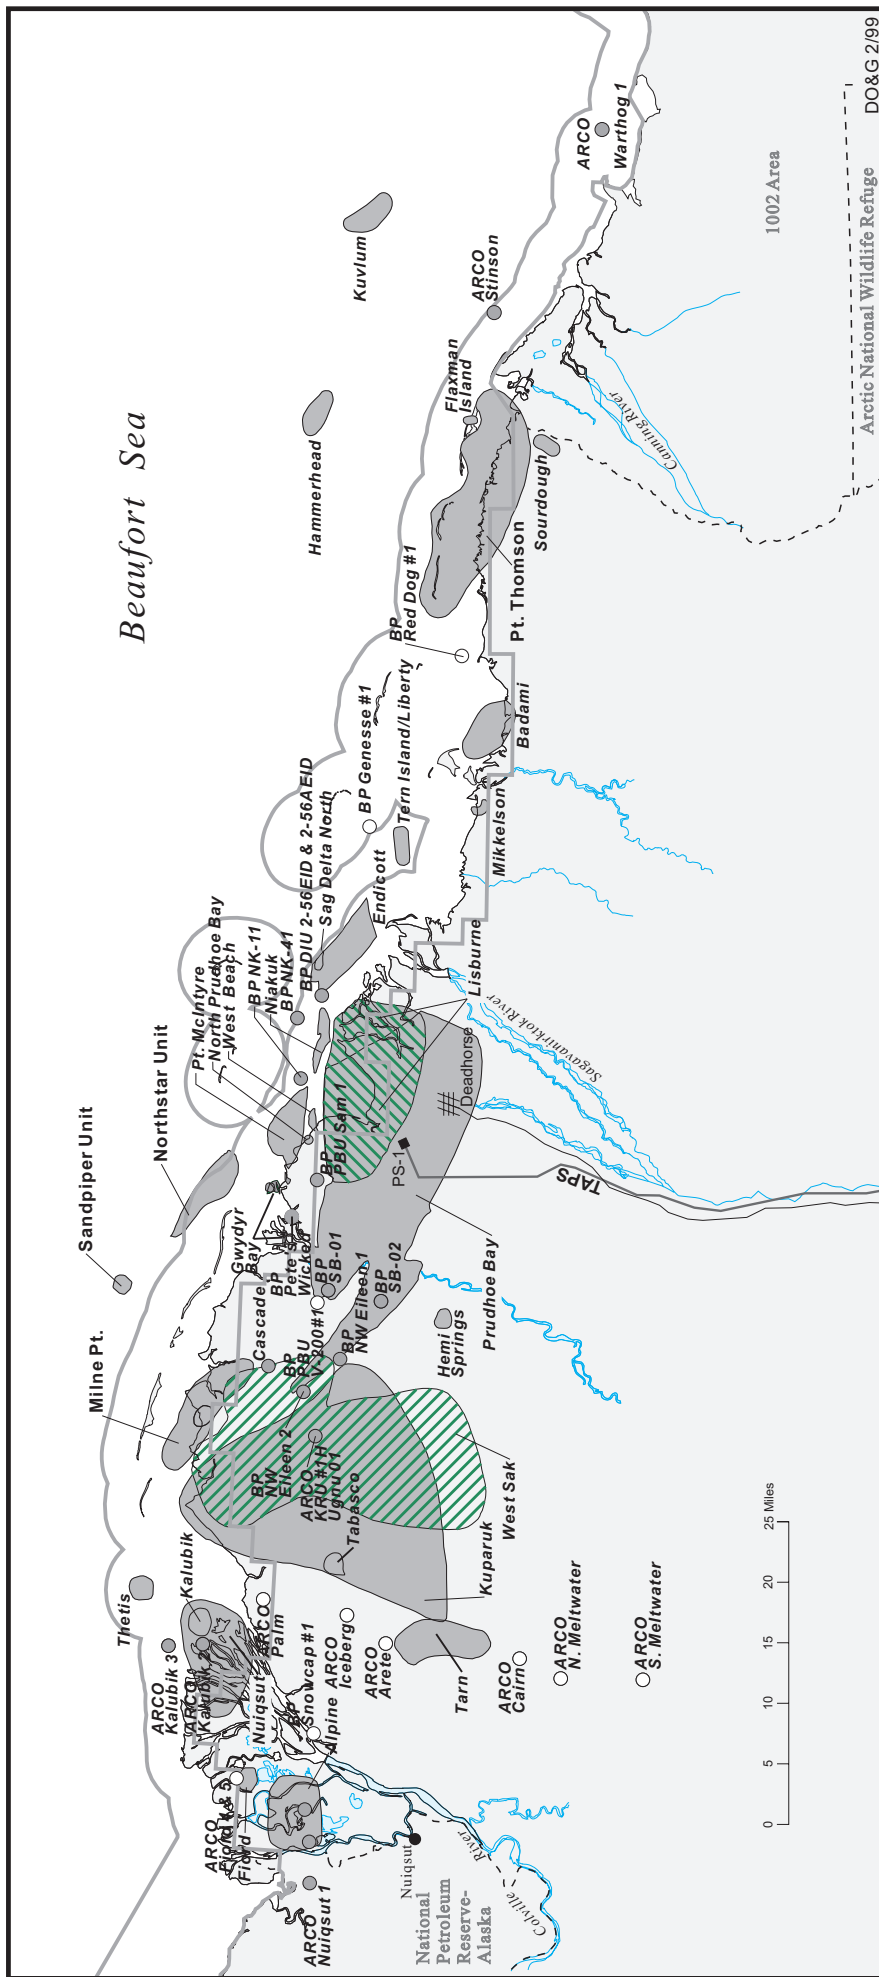 Beaufort Sea
Sandpiper Unit
Northstar Unit
Milne Pt.
Thetis
Kalubik
ARCO
Kalubik 3
ARCO
Kalubik 2
Nuiqsut
ARCO
Palm
ARCO
Fiord 4 & 5
Fiord
BP
Snowcap #1
Alpine
ARCO
Iceberg
ARCO
Arete
Tarn
ARCO
Cairn
ARCO
N. Meltwater
ARCO
S. Meltwater
ARCO
Nuiqsut 1
Nuiqsut
National
Petroleum
Reserve-
Alaska
Colville
River
Kuparuk
West Sak
Tabasco
ARCO
KRU #1H
Ugnu 01
BP
NW
Eileen 2
BP
PBU
V-200#1
Cascade
BP
NW Eileen 1
BP
SB-01
BP
SB-02
Hemi
Springs
Prudhoe Bay
Gwydyr
Bay
BP
Pete's
Wicked
BP
PBU Sam 1
PS-1
TAPS
Deadhorse
Lisburne
Sagavanirktok River
Pt. McIntyre
North Prudhoe Bay
West Beach
BP NK-11
Niakuk
BP NK-41
BP DIU 2-56EID & 2-56AEID
Sag Delta North
Endicott
BP Genesse #1
Tern Island/Liberty
Mikkelson
Badami
BP
Red Dog #1
Pt. Thomson
Sourdough
Flaxman
Island
Hammerhead
Kuvlum
ARCO
Stinson
ARCO
Warthog 1
Canning River
1002 Area
Arctic National Wildlife Refuge
0 5 10 15 20 25 Miles
DO&G 2/99